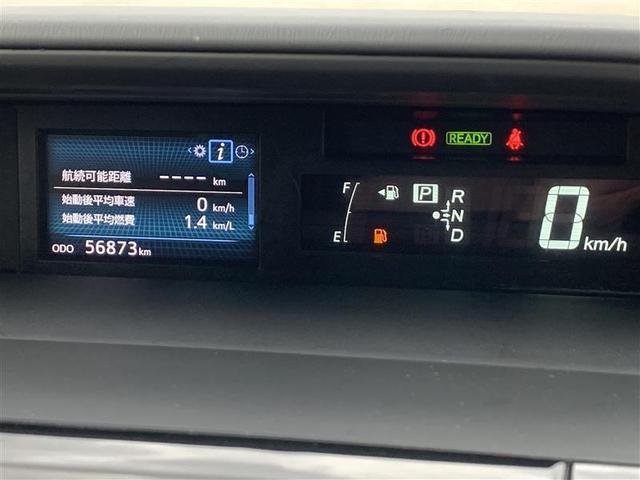 READY
航続可能距離 ---- km
始動後平均車速 0 km/h
始動後平均燃費 1.4 km/L
ODO 56873 km
F
E
P
R
N
D
0 km/h